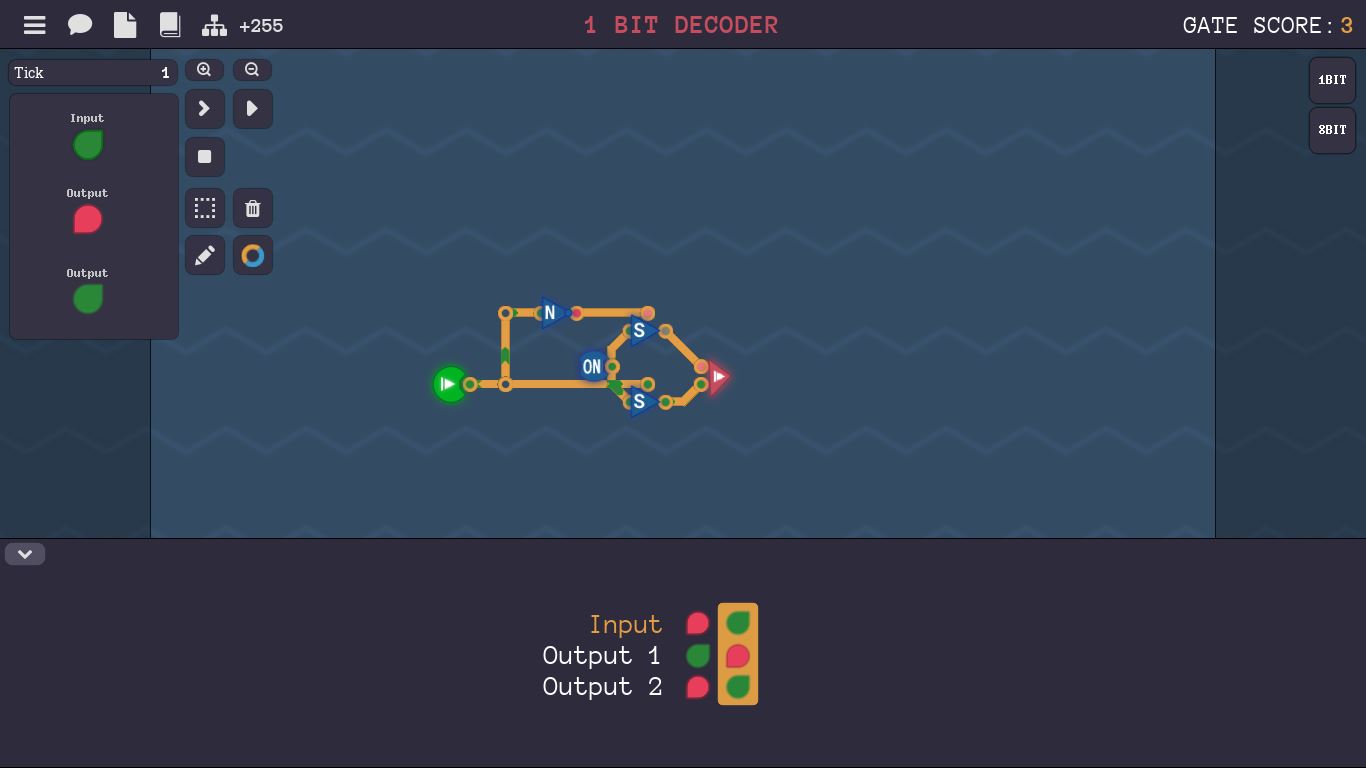 +255
1 BIT DECODER
GATE SCORE: 3
Tick 1
Input
Output
Output
1BIT
8BIT
N
S
ON
S
Input
Output 1
Output 2